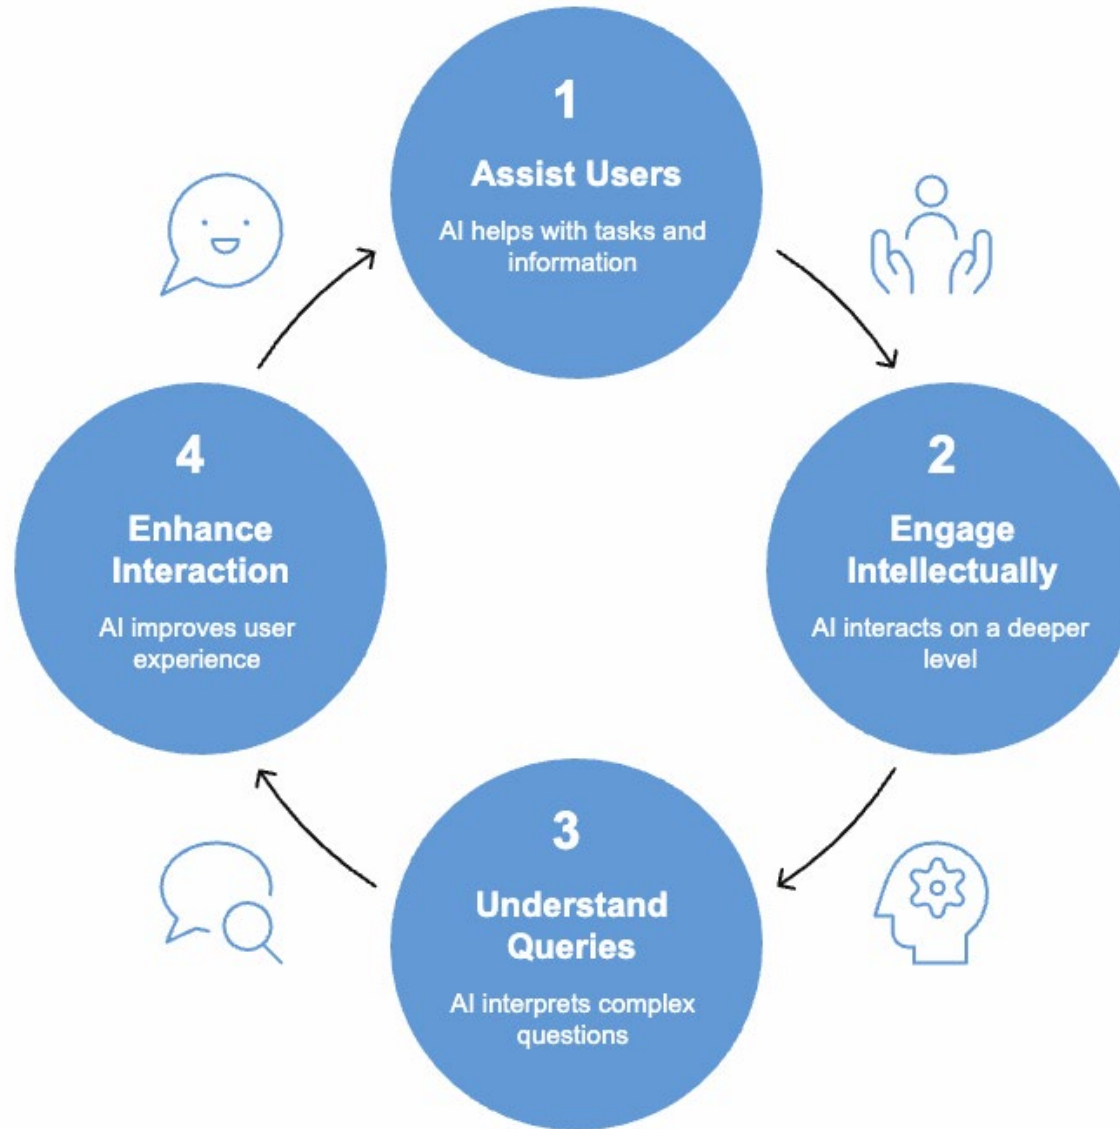 1
Assist Users
AI helps with tasks and
information
2
Engage
Intellectually
AI interacts on a deeper
level
3
Understand
Queries
AI interprets complex
questions
4
Enhance
Interaction
AI improves user
experience